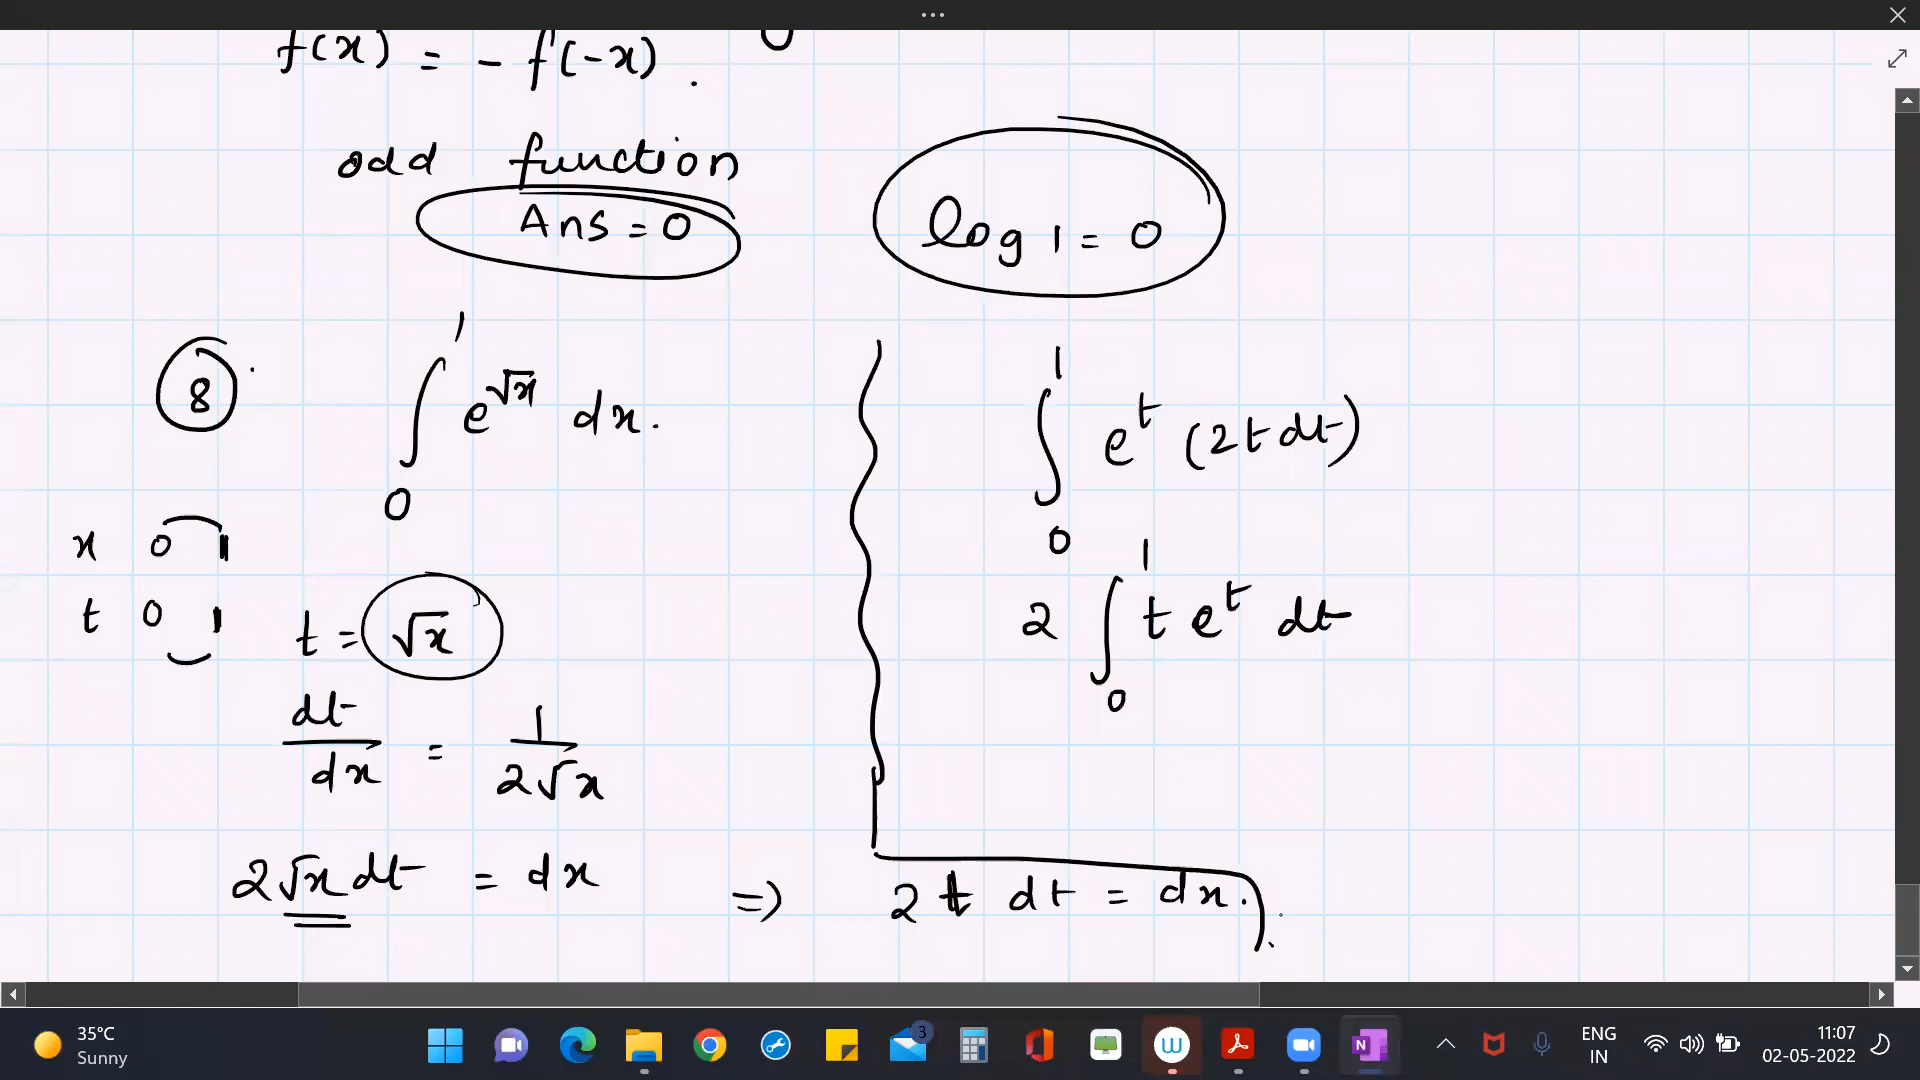 f(x) = - f(-x).
odd function
Ans = 0
log 1 = 0
8
∫₀¹ e^√x dx.
x 0 1
t 0 1
t = √x
dt/dx = 1/2√x
2√x dt = dx
∫₀¹ e^t (2t dt)
2 ∫₀¹ t e^t dt
⇒ 2t dt = dx.
35°C
Sunny
3
ENG
IN
11:07
02-05-2022